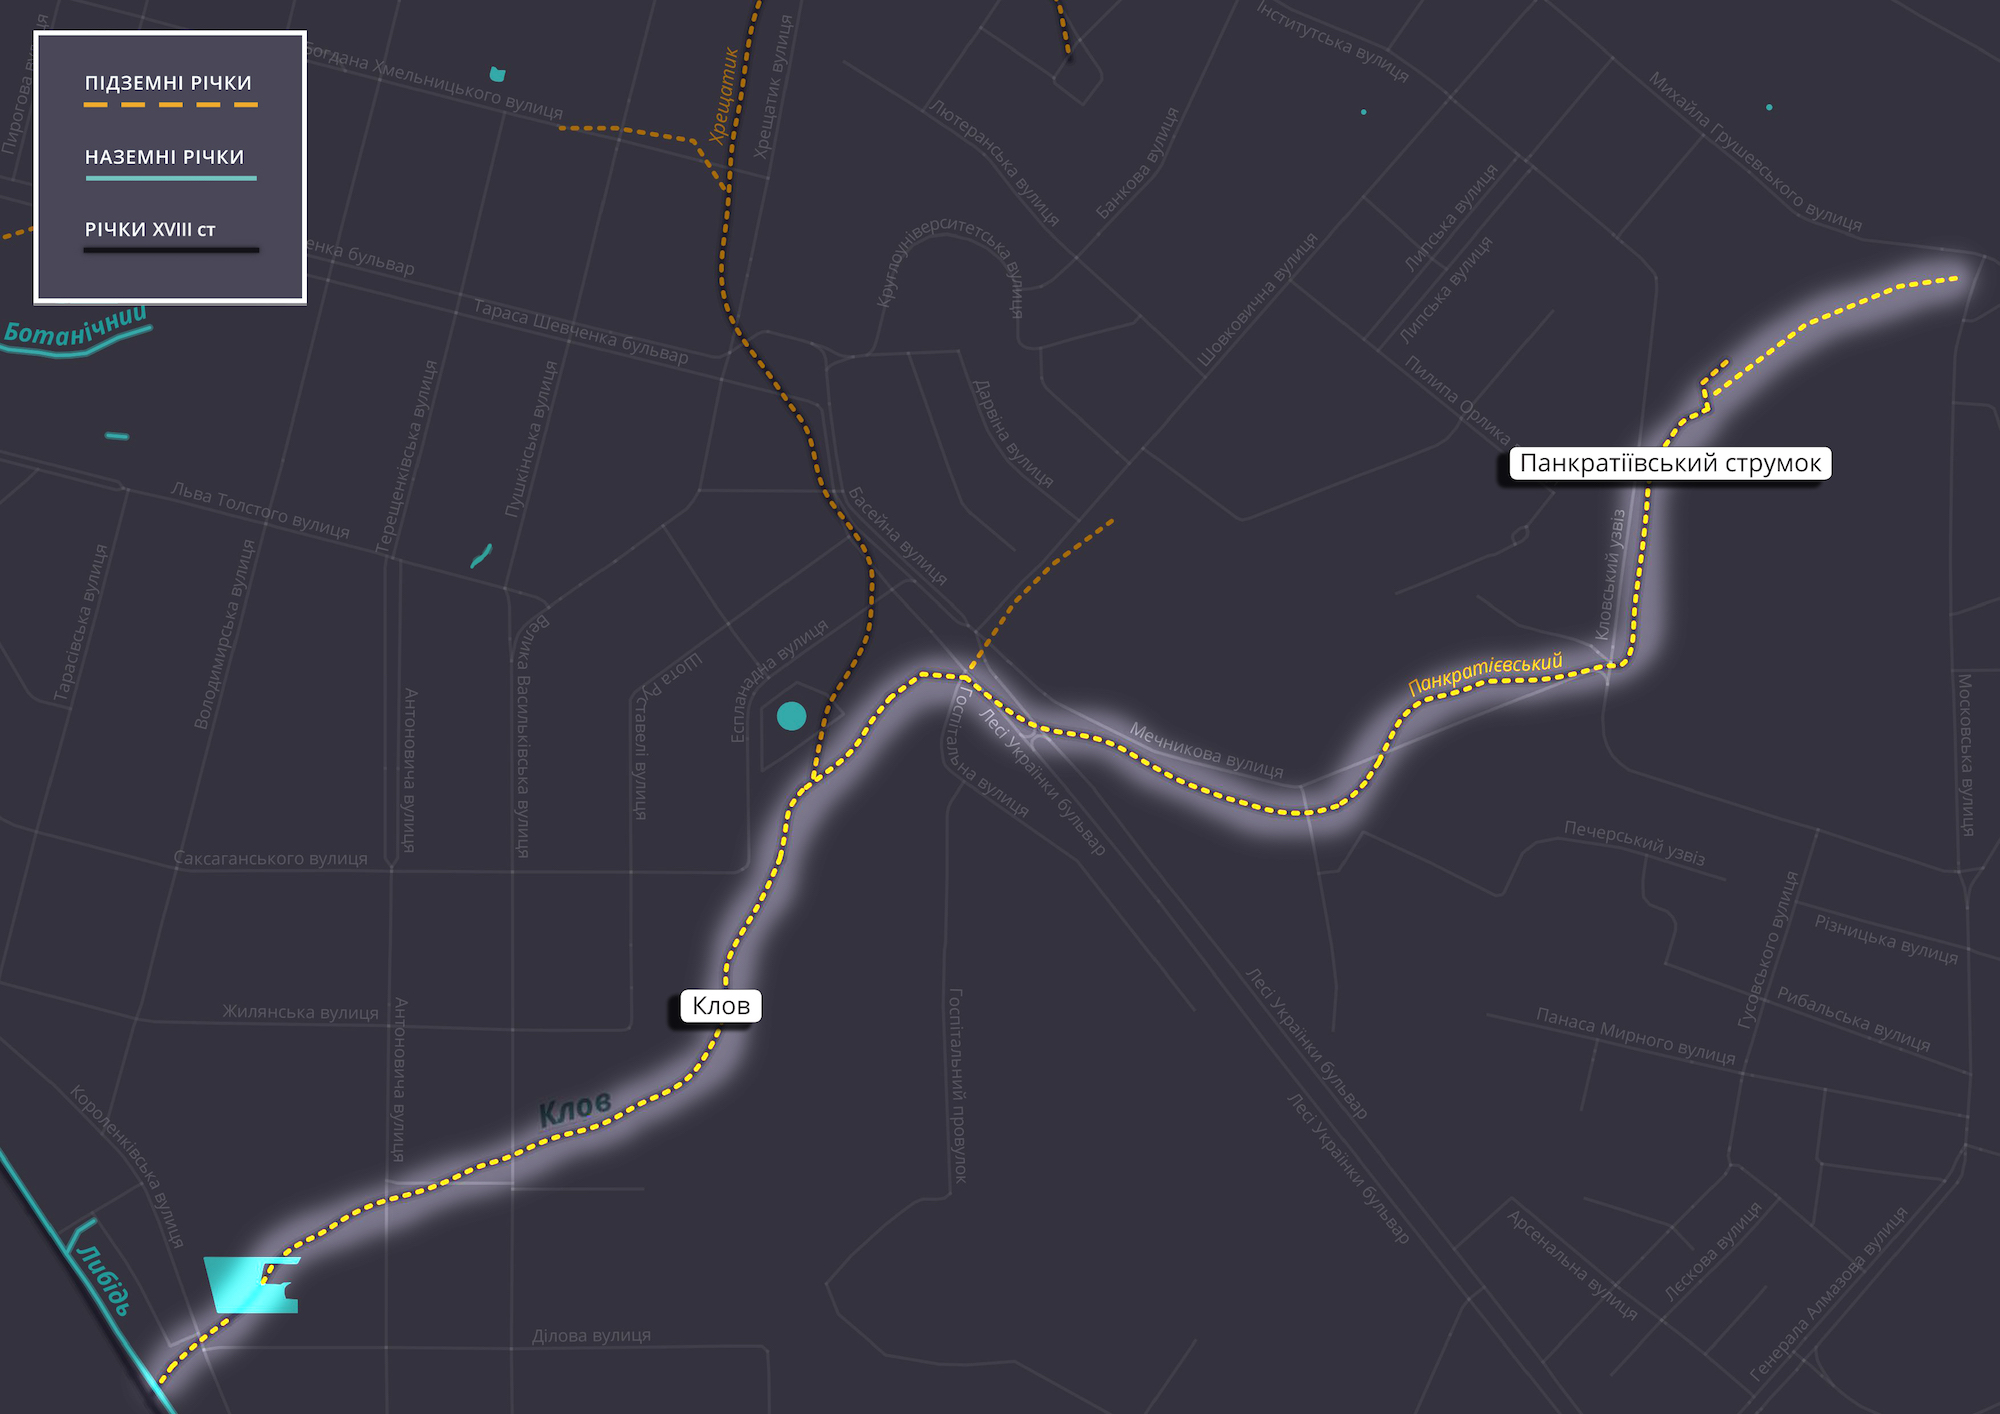 ПІДЗЕМНІ РІЧКИ
НАЗЕМНІ РІЧКИ
РІЧКИ XVIII ст
Пирогова
Богдана Хмельницького вулиця
Хрещатик
Хрещатик вулиця
Інститутська вулиця
Михайла Грушевського вулиця
Лютеранська вулиця
Банкова вулиця
Липська вулиця
Липська вулиця
Круглоуніверситетська вулиця
Шовковична вулиця
бульвар
Ботанічний
Тараса Шевченка бульвар
Терещенківська вулиця
Пушкінська вулиця
Дарвіна вулиця
Пилипа Орлика
Панкратіївський струмок
Льва Толстого вулиця
Басейна вулиця
Кловський узвіз
Тарасівська вулиця
Володимирська вулиця
Велика Васильківська вулиця
Шота Руставелі вулиця
Еспланадна вулиця
Антоновича вулиця
Госпітальна вулиця
Лесі Українки бульвар
Мечникова вулиця
Панкратієвський
Московська вулиця
Саксаганського вулиця
Печерський узвіз
Гусовського вулиця
Різницька вулиця
Рибальська вулиця
Панаса Мирного вулиця
Клов
Жилянська вулиця
Антоновича вулиця
Госпітальний провулок
Лесі Українки бульвар
Лесі Українки бульвар
Клов
Короленківська вулиця
Либідь
Ділова вулиця
Арсенальна вулиця
Лєскова вулиця
Генерала Алмазова вулиця